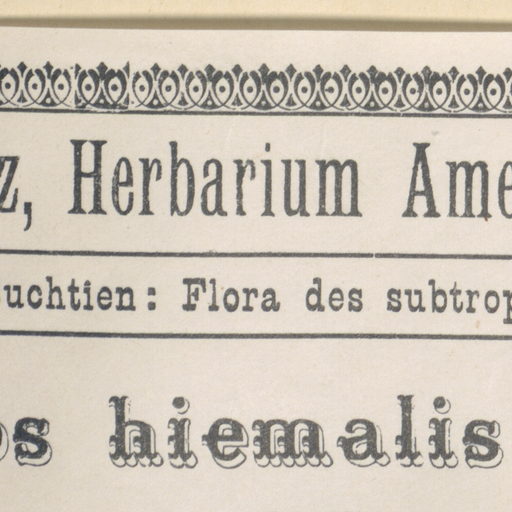 z, Herbarium Ame
uchtien: Flora des subtrop
os hiemalis